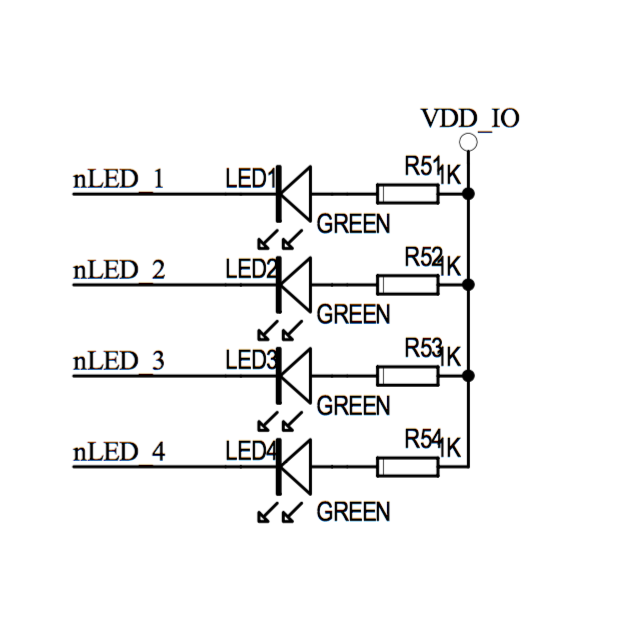 VDD_IO
nLED_1 LED1 R51 1K
GREEN
nLED_2 LED2 R52 1K
GREEN
nLED_3 LED3 R53 1K
GREEN
nLED_4 LED4 R54 1K
GREEN